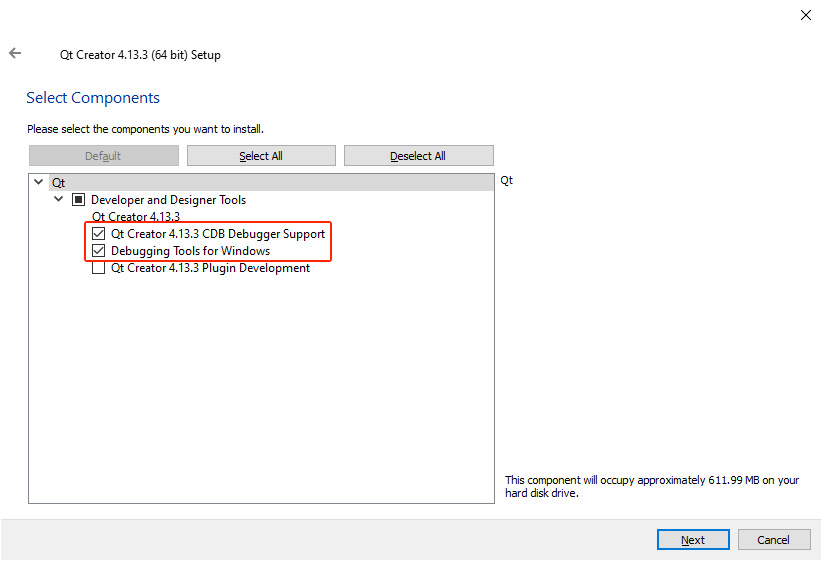 Qt Creator 4.13.3 (64 bit) Setup
Select Components
Please select the components you want to install.
Default
Select All
Deselect All
Qt
Qt
Developer and Designer Tools
Qt Creator 4.13.3
Qt Creator 4.13.3 CDB Debugger Support
Debugging Tools for Windows
Qt Creator 4.13.3 Plugin Development
This component will occupy approximately 611.99 MB on your
hard disk drive.
Next
Cancel